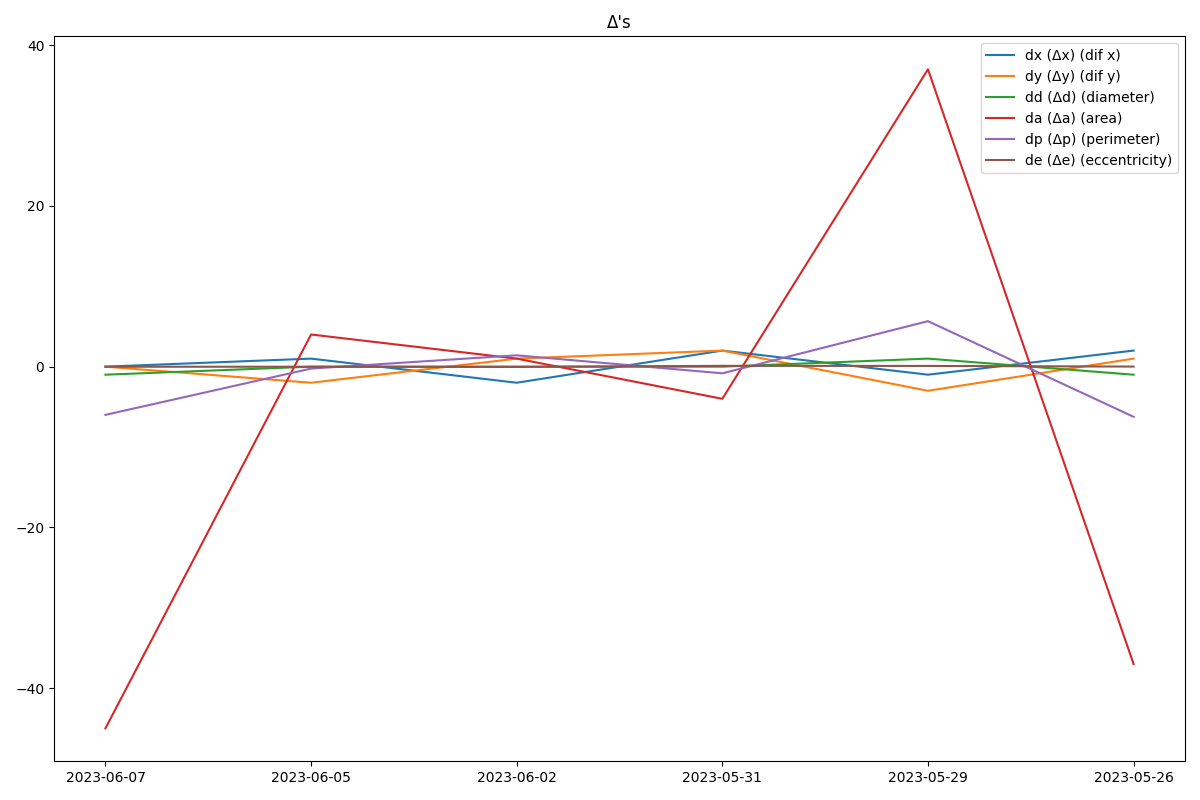 Δ's
40
20
0
−20
−40
dx (Δx) (dif x)
dy (Δy) (dif y)
dd (Δd) (diameter)
da (Δa) (area)
dp (Δp) (perimeter)
de (Δe) (eccentricity)
2023-06-07 2023-06-05 2023-06-02 2023-05-31 2023-05-29 2023-05-26